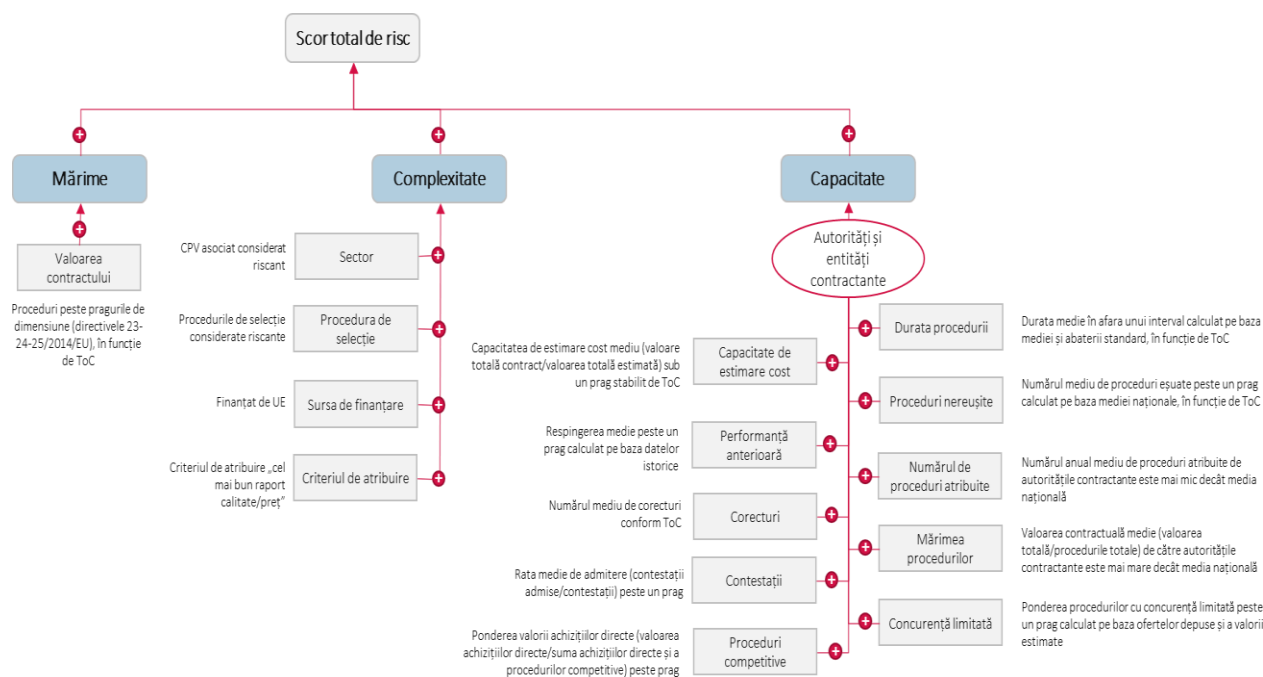 Scor total de risc
Mărime
Valoarea
contractului
Proceduri peste pragurile de
dimensiune (directivele 23-
24-25/2014/EU), în funcție
de ToC
Complexitate
CPV asociat considerat
riscant
Sector
Procedurile de selecție
considerate riscante
Procedura de
selecție
Finanțat de UE
Sursa de finanțare
Criteriul de atribuire „cel
mai bun raport
calitate/preț”
Criteriul de atribuire
Capacitate
Autorități și
entități
contractante
Capacitatea de estimare cost mediu (valoare
totală contract/valoarea totală estimată) sub
un prag stabilit de ToC
Capacitate de
estimare cost
Respingerea medie peste un
prag calculat pe baza datelor
istorice
Performanță
anterioară
Numărul mediu de corecturi
conform ToC
Corecturi
Rata medie de admitere (contestații
admise/contestații) peste un prag
Contestații
Ponderea valorii achizițiilor directe (valoarea
achizițiilor directe/suma achizițiilor directe și a
procedurilor competitive) peste prag
Proceduri
competitive
Durata procedurii
Durata medie în afara unui interval calculat pe baza
mediei și abaterii standard, în funcție de ToC
Proceduri nereușite
Numărul mediu de proceduri eșuate peste un prag
calculat pe baza mediei naționale, în funcție de ToC
Numărul de
proceduri atribuite
Numărul anual mediu de proceduri atribuite de
autoritățile contractante este mai mic decât media
națională
Mărimea
procedurilor
Valoarea contractuală medie (valoarea
totală/procedurile totale) de către autoritățile
contractante este mai mare decât media națională
Concurență limitată
Ponderea procedurilor cu concurență limitată peste
un prag calculat pe baza ofertelor depuse și a valorii
estimate